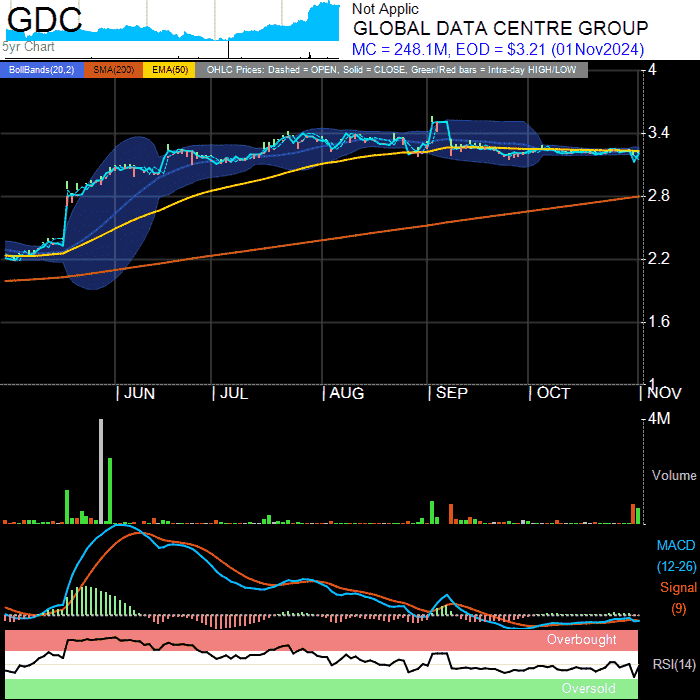 GDC
Not Applic
GLOBAL DATA CENTRE GROUP
5yr Chart
MC = 248.1M, EOD = $3.21 (01Nov2024)
BollBands(20,2) SMA(200) EMA(50) OHLC Prices: Dashed = OPEN, Solid = CLOSE, Green/Red bars = Intra-day HIGH/LOW
4
3.4
2.8
2.2
1.6
1
JUN JUL AUG SEP OCT NOV
4M
Volume
MACD
(12-26)
Signal
(9)
Overbought
RSI(14)
Oversold